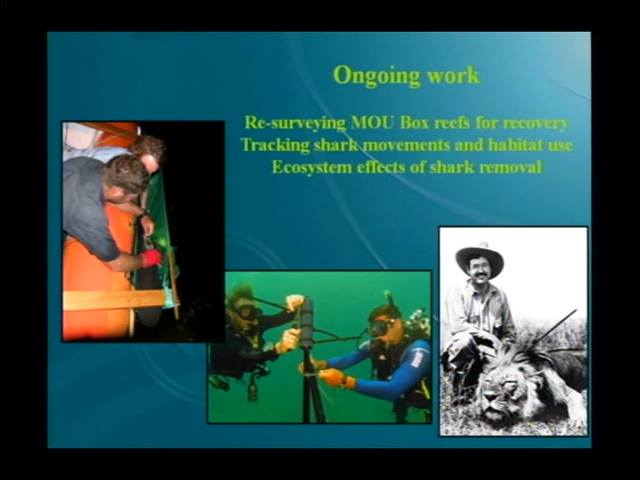 Ongoing work
Re-surveying MOU Box reefs for recovery
Tracking shark movements and habitat use
Ecosystem effects of shark removal